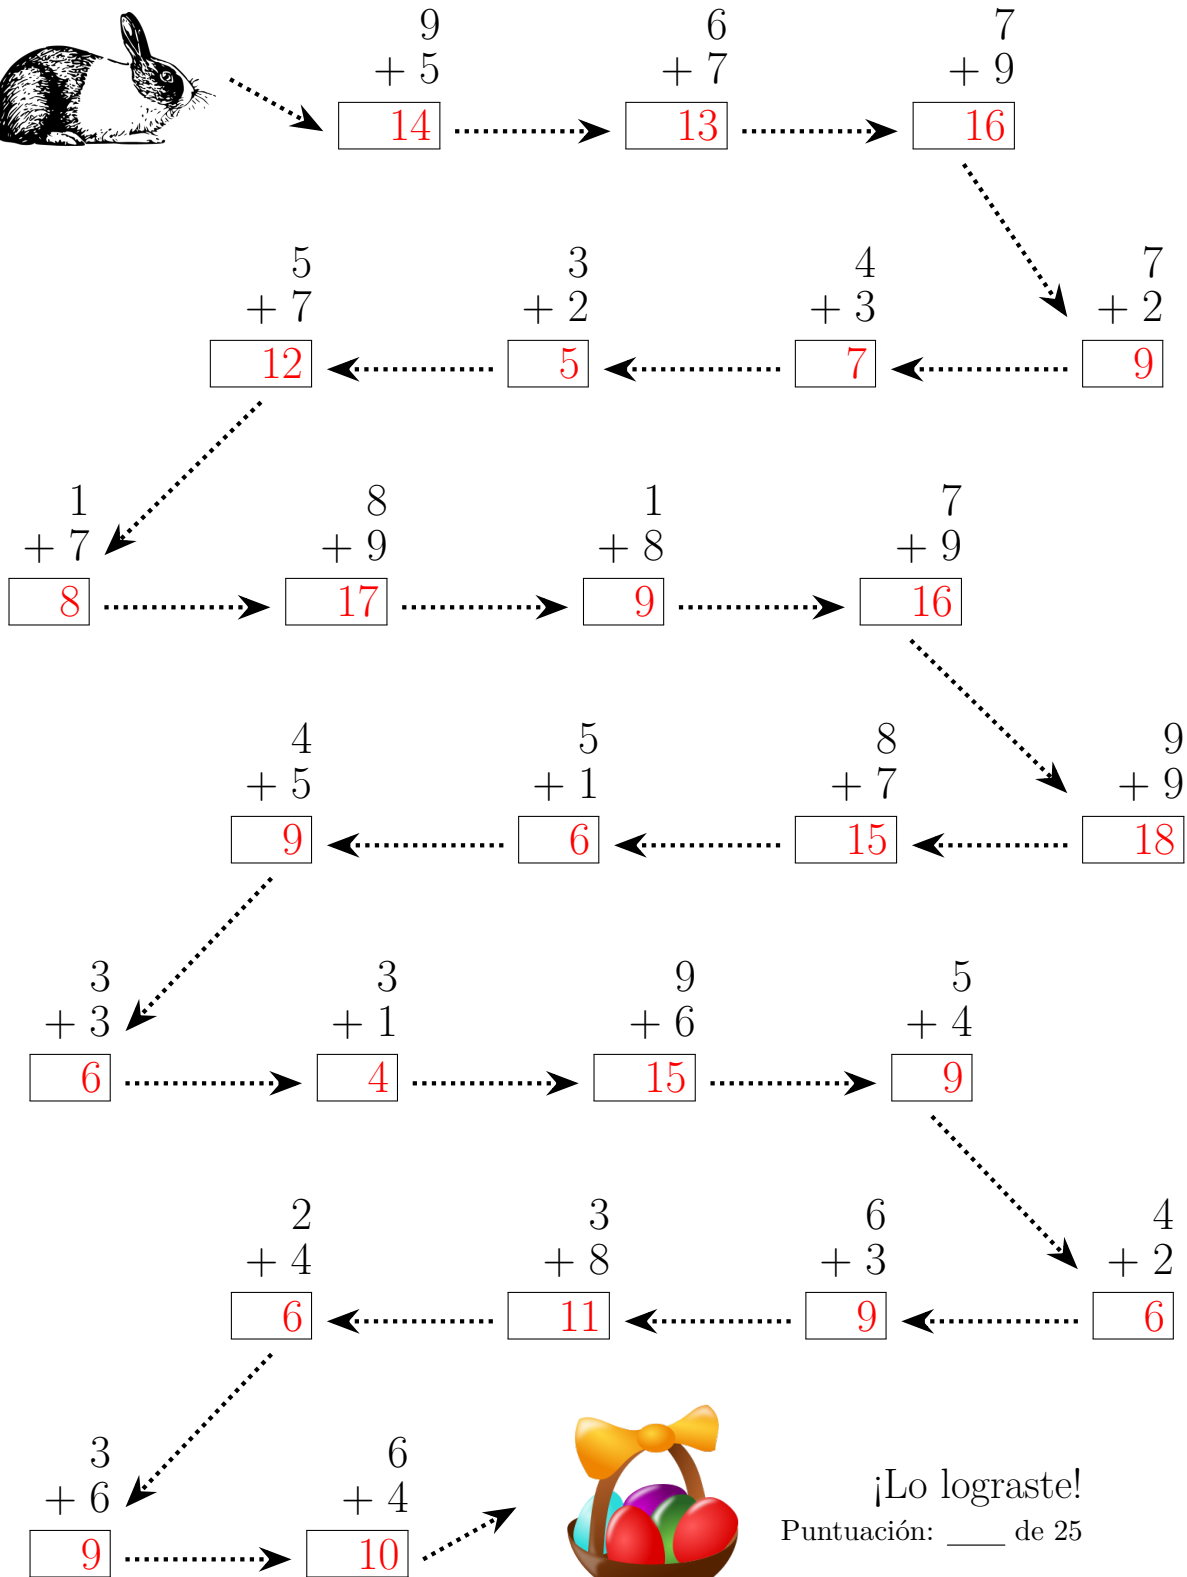 9 6 7
+ 5 + 7 + 9
14 13 16
5 3 4 7
+ 7 + 2 + 3 + 2
12 5 7 9
1 8 1 7
+ 7 + 9 + 8 + 9
8 17 9 16
4 5 8 9
+ 5 + 1 + 7 + 9
9 6 15 18
3 3 9 5
+ 3 + 1 + 6 + 4
6 4 15 9
2 3 6 4
+ 4 + 8 + 3 + 2
6 11 9 6
3 6
+ 6 + 4
9 10
¡Lo lograste!
Puntuación: ____ de 25